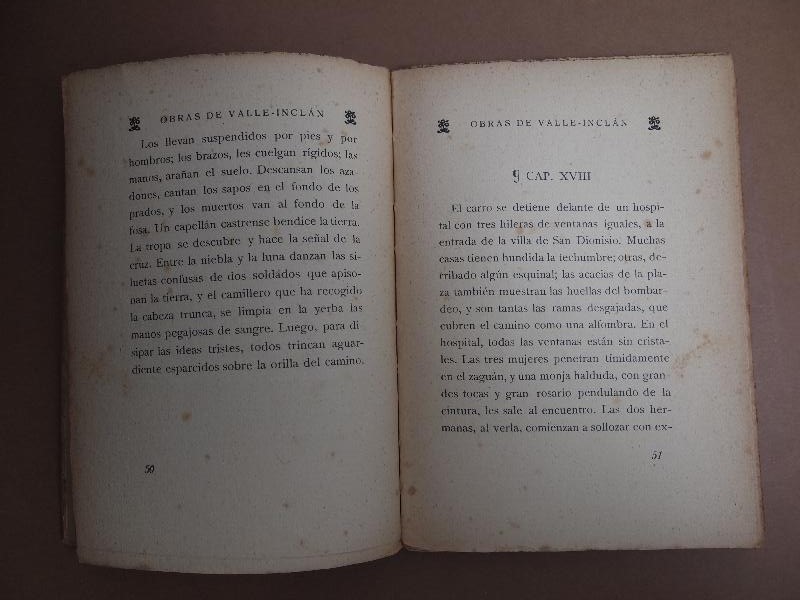 OBRAS DE VALLE-INCLÁN
Los llevan suspendidos por pies y por
hombros; los brazos, les cuelgan rígidos; las
manos, arañan el suelo. Descansan los aza-
dones, cantan los sapos en el fondo de los
prados, y los muertos van al fondo de la
fosa. Un capellán castrense bendice la tierra.
La tropa se descubre y hace la señal de la
cruz. Entre la niebla y la luna danzan las si-
luetas confusas de dos soldados que apiso-
nan la tierra, y el camillero que ha recogido
la cabeza trunca, se limpia en la yerba las
manos pegajosas de sangre. Luego, para di-
sipar las ideas tristes, todos trincan aguar-
diente esparcidos sobre la orilla del camino.
50
OBRAS DE VALLE-INCLÁN
¶ CAP. XVIII
El carro se detiene delante de un hospi-
tal con tres hileras de ventanas iguales, a la
entrada de la villa de San Dionisio. Muchas
casas tienen hundida la techumbre; otras, de-
rribado algún esquinal; las acacias de la pla-
za también muestran las huellas del bombar-
deo, y son tantas las ramas desgajadas, que
cubren el camino como una alfombra. En el
hospital, todas las ventanas están sin crista-
les. Las tres mujeres penetran tímidamente
en el zaguán, y una monja halduda, con gran-
des tocas y gran rosario pendulando de la
cintura, les sale al encuentro. Las dos her-
manas, al verla, comienzan a sollozar con ex-
51